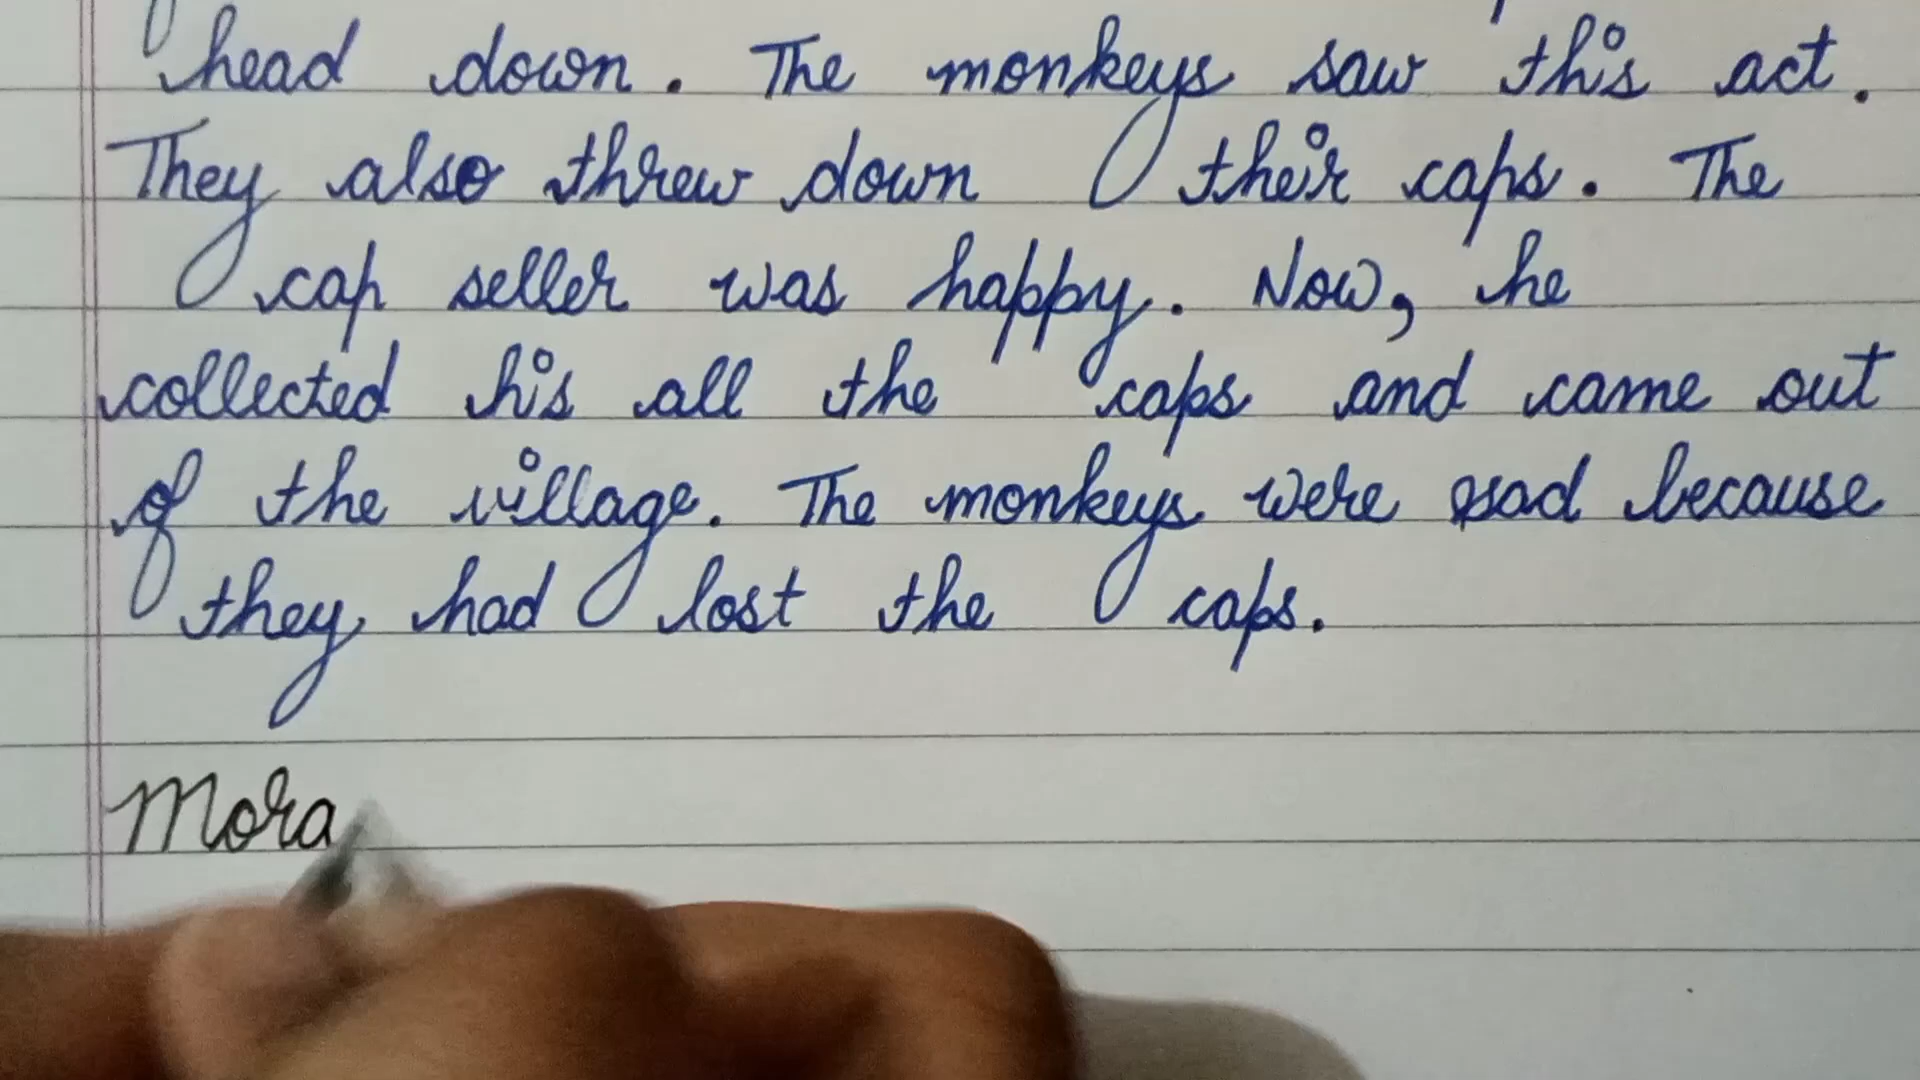 head down. The monkeys saw this act.
They also threw down their caps. The
cap seller was happy. Now, he
collected his all the caps and came out
of the village. The monkeys were sad because
they had lost the caps.
Mora